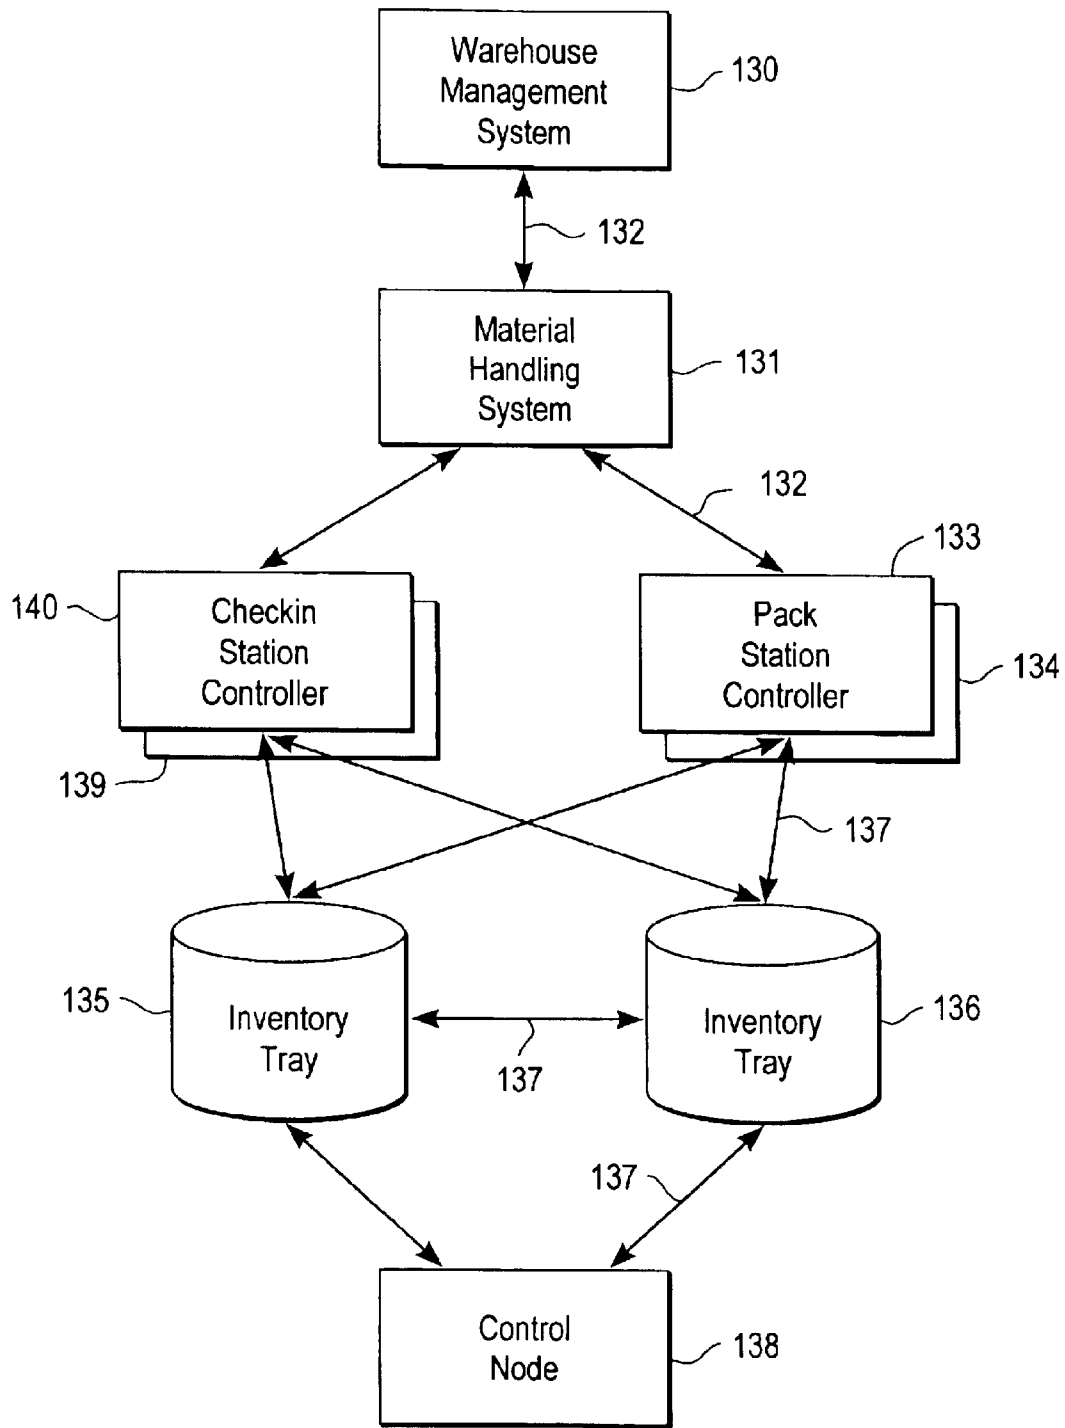 Warehouse
Management
System
130
132
Material
Handling
System
131
132
133
140
Checkin
Station
Controller
Pack
Station
Controller
134
139
137
135
Inventory
Tray
137
Inventory
Tray
136
137
Control
Node
138